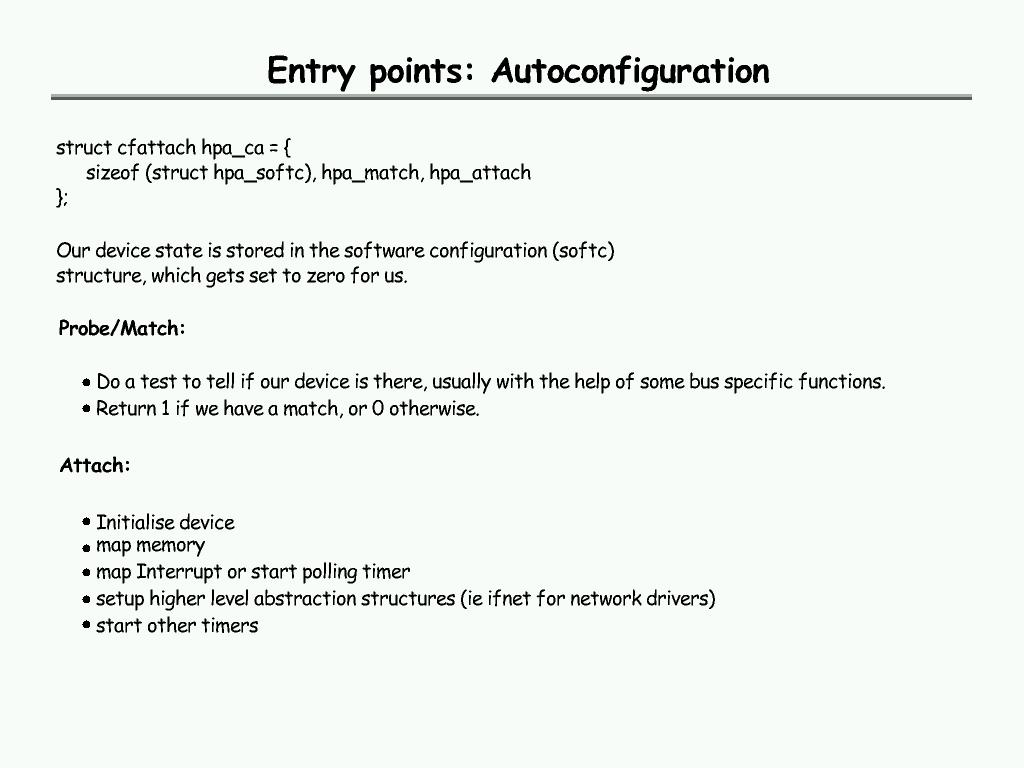 Entry points: Autoconfiguration
struct cfattach hpa_ca = {
sizeof (struct hpa_softc), hpa_match, hpa_attach
};
Our device state is stored in the software configuration (softc)
structure, which gets set to zero for us.
Probe/Match:
• Do a test to tell if our device is there, usually with the help of some bus specific functions.
• Return 1 if we have a match, or 0 otherwise.
Attach:
• Initialise device
• map memory
• map Interrupt or start polling timer
• setup higher level abstraction structures (ie ifnet for network drivers)
• start other timers